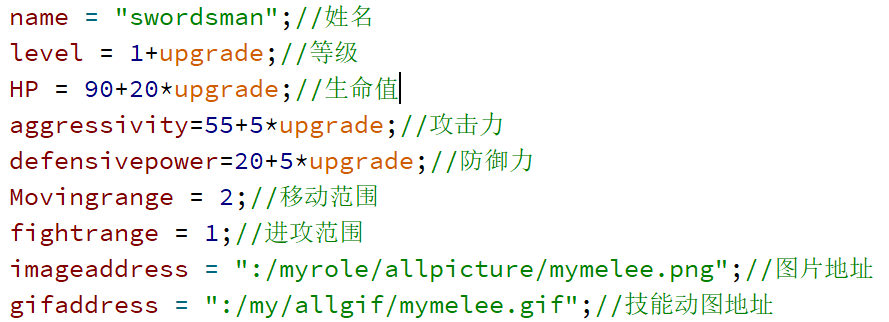 name = "swordsman";//姓名
level = 1+upgrade;//等级
HP = 90+20*upgrade;//生命值
aggressivity=55+5*upgrade;//攻击力
defensivepower=20+5*upgrade;//防御力
Movingrange = 2;//移动范围
fightrange = 1;//进攻范围
imageaddress = ":/myrole/allpicture/mymelee.png";//图片地址
gifaddress = ":/my/allgif/mymelee.gif";//技能动图地址